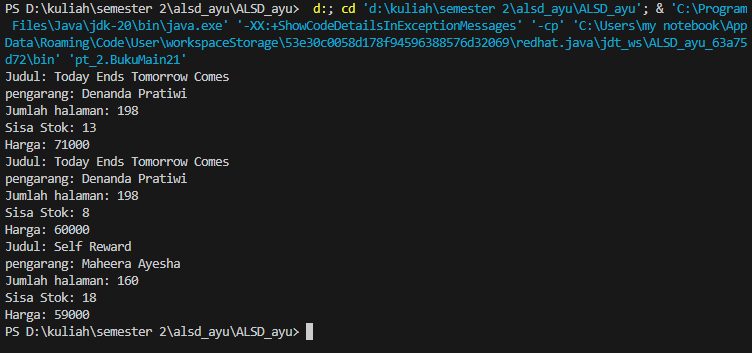 PS D:\kuliah\semester 2\alsd_ayu\ALSD_ayu>  d:; cd 'd:\kuliah\semester 2\alsd_ayu\ALSD_ayu'; & 'C:\Program
 Files\Java\jdk-20\bin\java.exe' '-XX:+ShowCodeDetailsInExceptionMessages' '-cp' 'C:\Users\my notebook\App
Data\Roaming\Code\User\workspaceStorage\53e30c0058d178f94596388576d32069\redhat.java\jdt_ws\ALSD_ayu_63a75
d72\bin' 'pt_2.BukuMain21'
Judul: Today Ends Tomorrow Comes
pengarang: Denanda Pratiwi
Jumlah halaman: 198
Sisa Stok: 13
Harga: 71000
Judul: Today Ends Tomorrow Comes
pengarang: Denanda Pratiwi
Jumlah halaman: 198
Sisa Stok: 8
Harga: 60000
Judul: Self Reward
pengarang: Maheera Ayesha
Jumlah halaman: 160
Sisa Stok: 18
Harga: 59000
PS D:\kuliah\semester 2\alsd_ayu\ALSD_ayu>